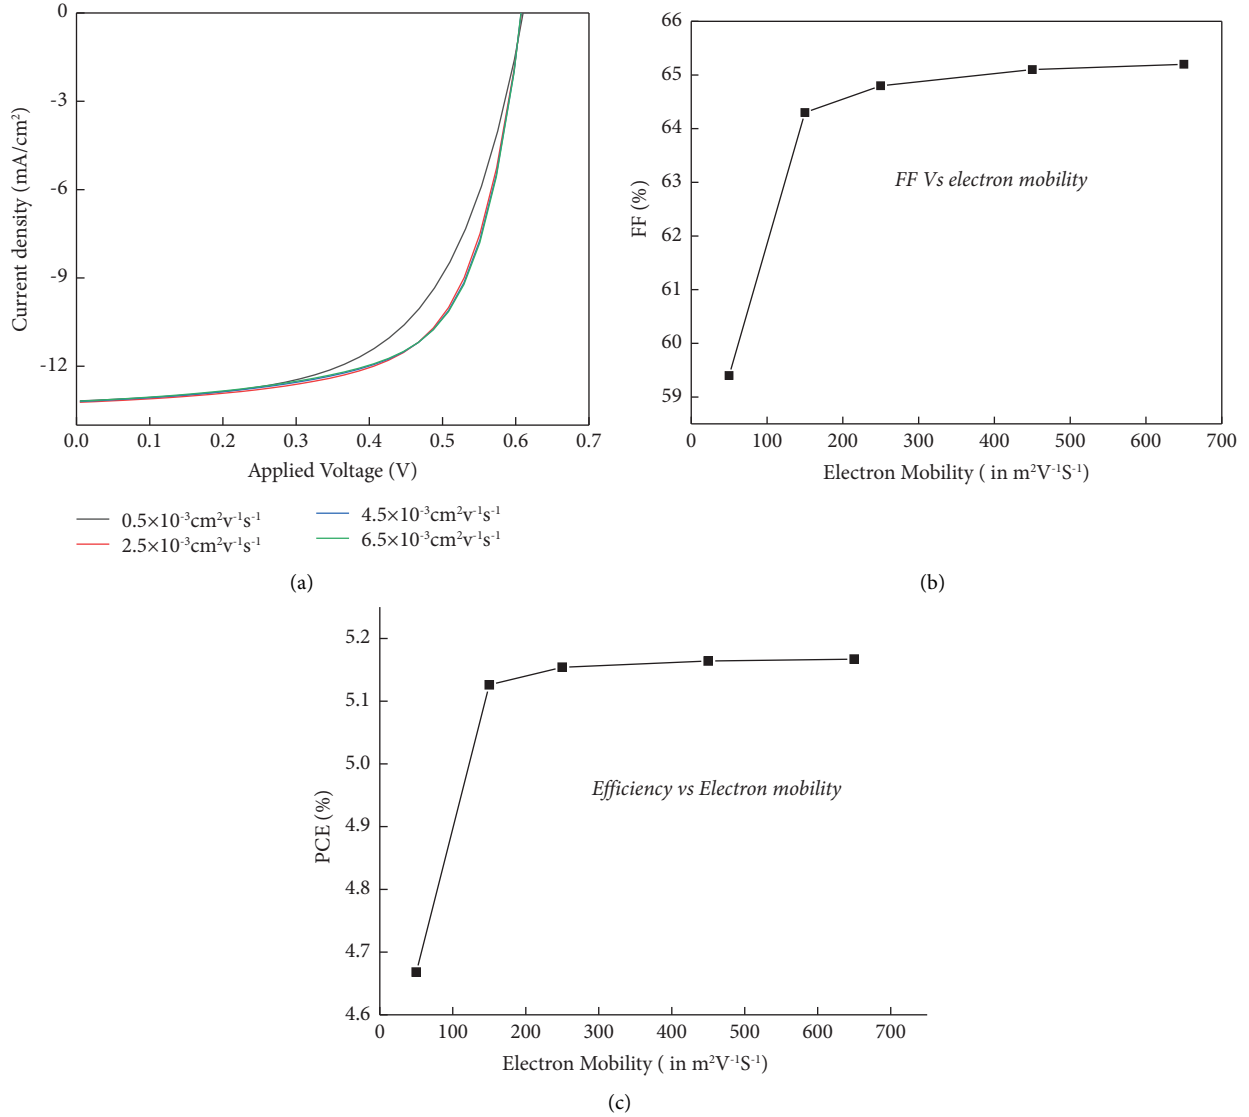 0
-3
-6
-9
-12
Current density (mA/cm²)
0.0 0.1 0.2 0.3 0.4 0.5 0.6 0.7
Applied Voltage (V)
0.5×10⁻³cm²v⁻¹s⁻¹
2.5×10⁻³cm²v⁻¹s⁻¹
4.5×10⁻³cm²v⁻¹s⁻¹
6.5×10⁻³cm²v⁻¹s⁻¹
(a)
66
65
64
63
62
61
60
59
FF (%)
FF Vs electron mobility
0 100 200 300 400 500 600 700
Electron Mobility ( in m²V⁻¹S⁻¹)
(b)
5.2
5.1
5.0
4.9
4.8
4.7
4.6
PCE (%)
Efficiency vs Electron mobility
0 100 200 300 400 500 600 700
Electron Mobility ( in m²V⁻¹S⁻¹)
(c)